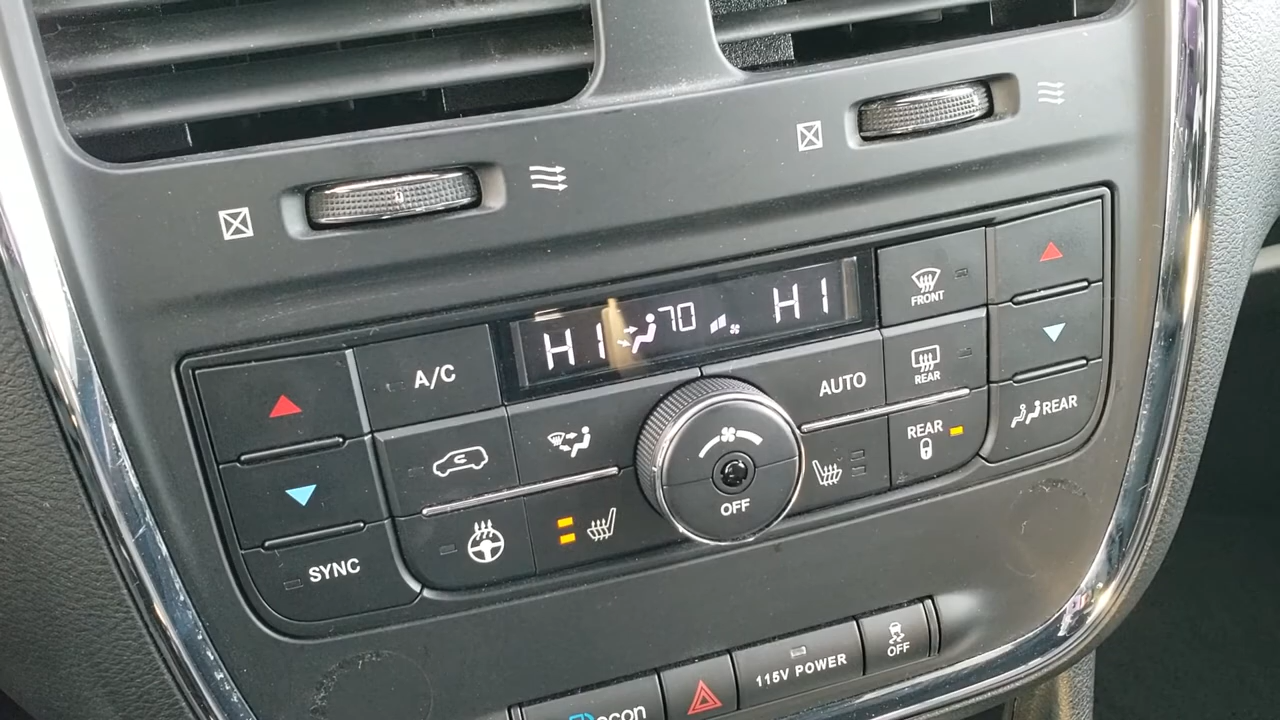 HI 70 HI
FRONT
A/C
AUTO
REAR
REAR
REAR
OFF
SYNC
115V POWER
OFF
econ